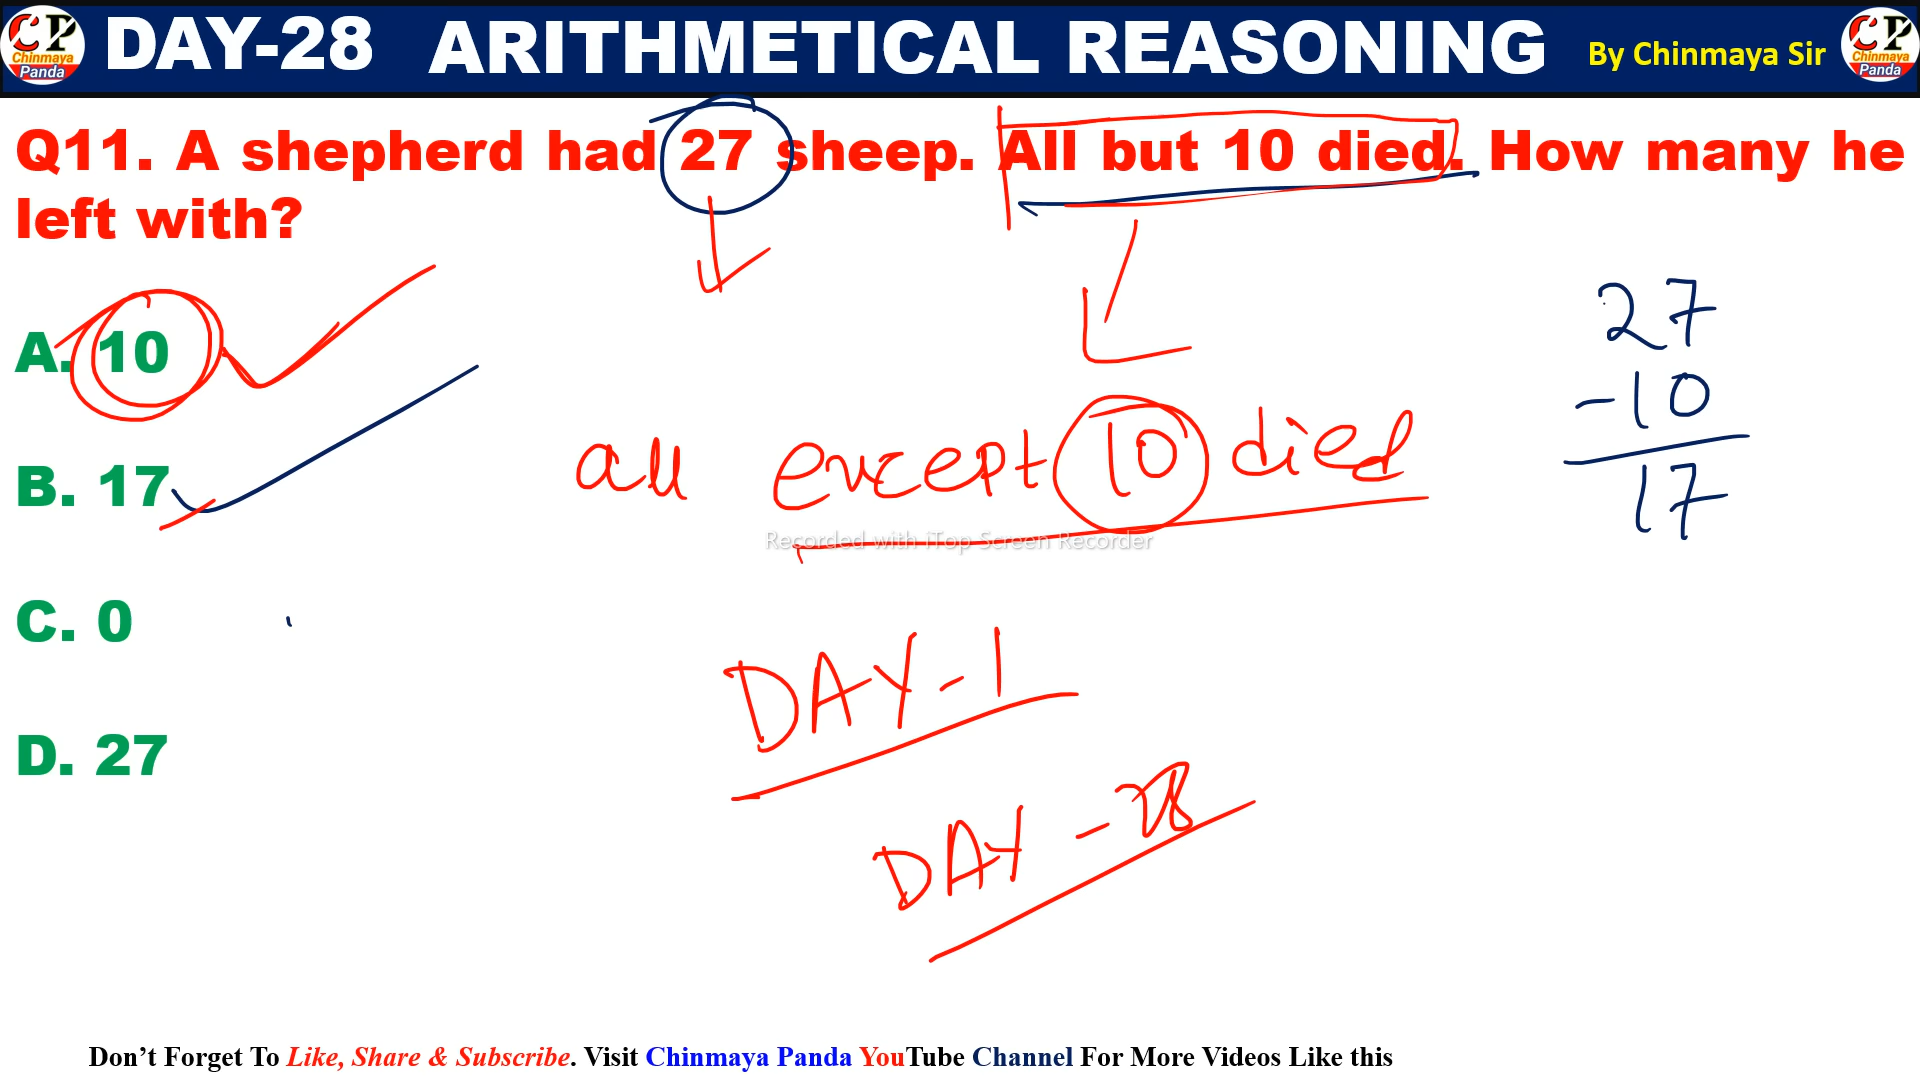 CP Chinmaya Panda DAY-28 ARITHMETICAL REASONING By Chinmaya Sir CP Chinmaya Panda
Q11. A shepherd had 27 sheep. All but 10 died. How many he
left with?
27
A. 10
-10
all except 10 died
B. 17
17
Recorded with iTop Screen Recorder
C. 0
DAY-1
D. 27
DAY-28
Don't Forget To Like, Share & Subscribe. Visit Chinmaya Panda YouTube Channel For More Videos Like this